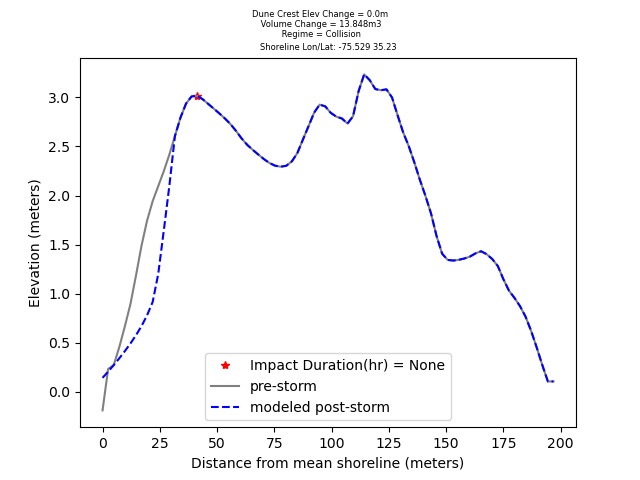 Dune Crest Elev Change = 0.0m
Volume Change = 13.848m3
Regime = Collision
Shoreline Lon/Lat: -75.529 35.23
3.0
2.5
2.0
1.5
1.0
0.5
0.0
Elevation (meters)
Impact Duration(hr) = None
pre-storm
modeled post-storm
0 25 50 75 100 125 150 175 200
Distance from mean shoreline (meters)